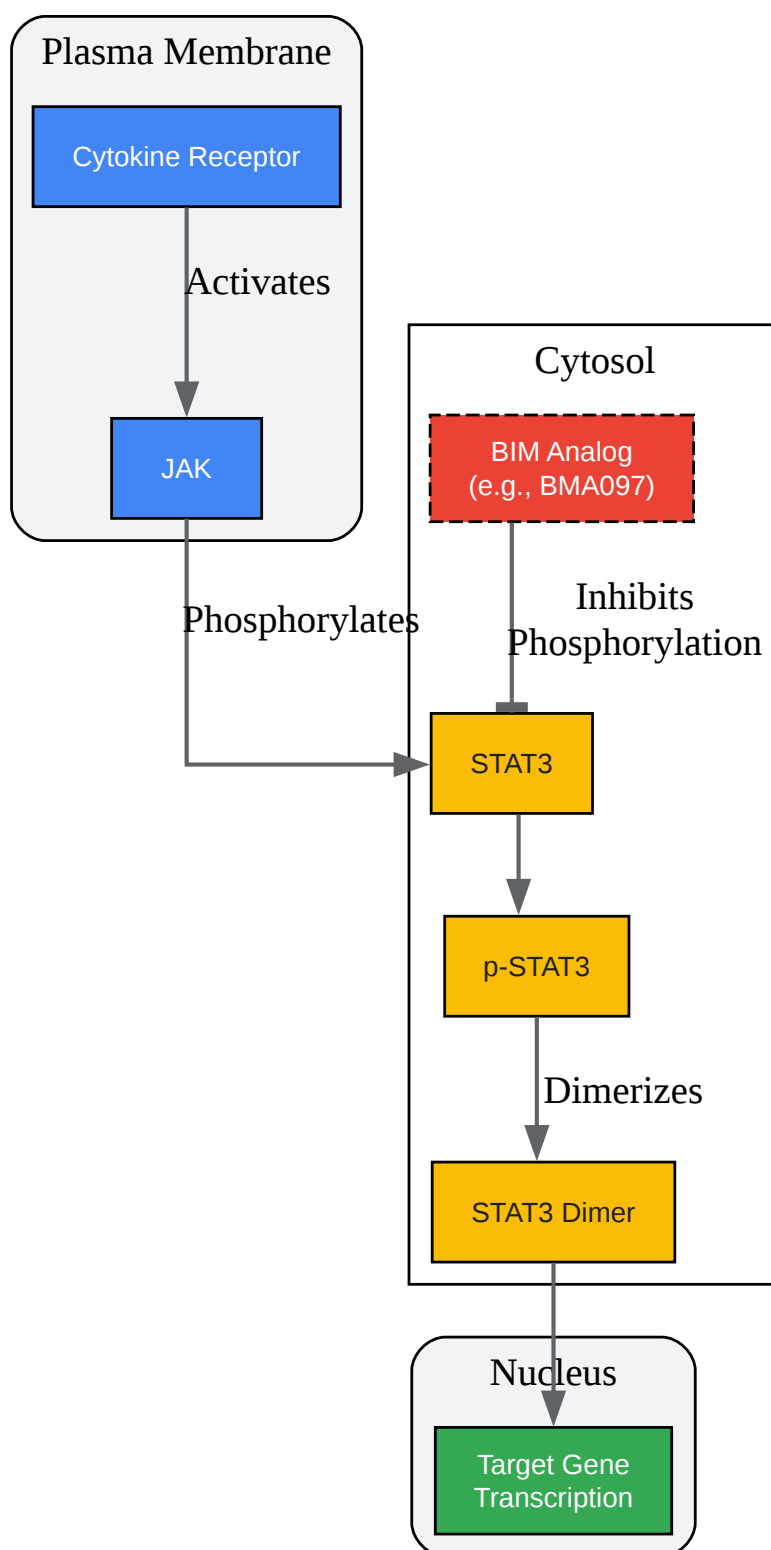 Plasma Membrane
Cytokine Receptor
Activates
JAK
Phosphorylates
Cytosol
BIM Analog
(e.g., BMA097)
Inhibits
Phosphorylation
STAT3
p-STAT3
Dimerizes
STAT3 Dimer
Nucleus
Target Gene
Transcription